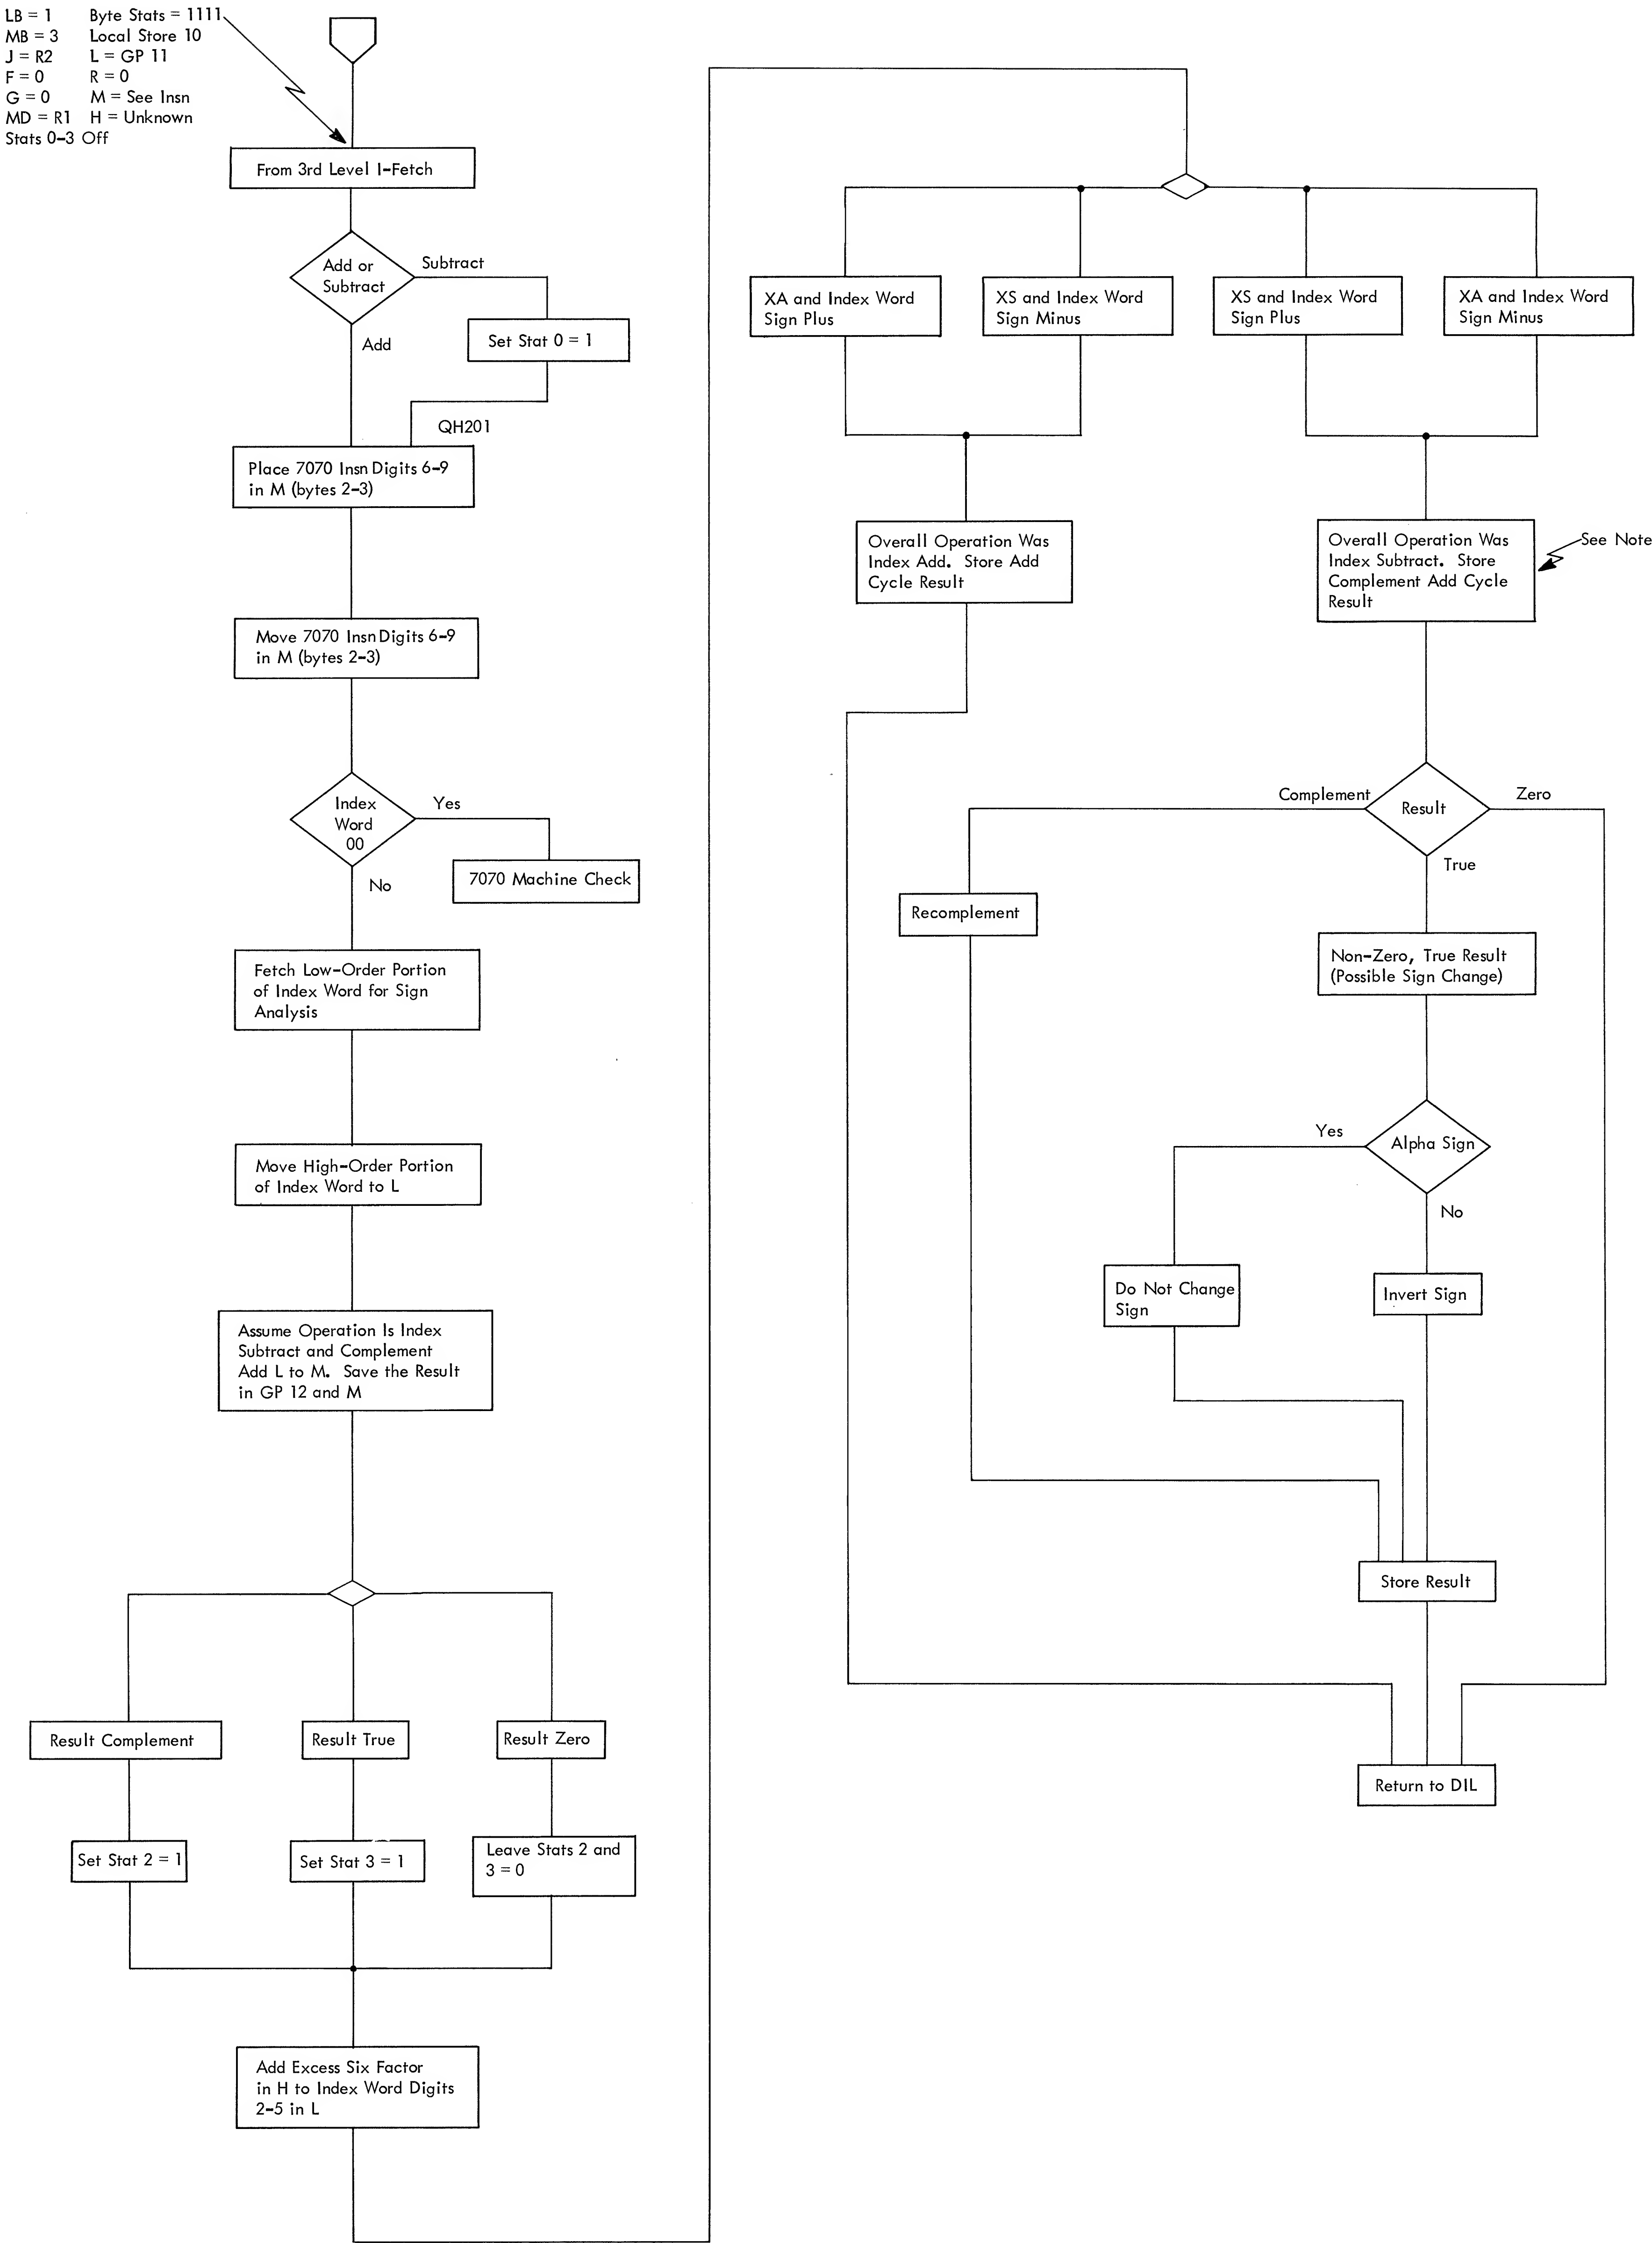 LB = 1 Byte Stats = 1111
MB = 3 Local Store 10
J = R2 L = GP 11
F = 0 R = 0
G = 0 M = See Insn
MD = R1 H = Unknown
Stats 0-3 Off
From 3rd Level I-Fetch
Add or
Subtract
Subtract
Add
Set Stat 0 = 1
QH201
Place 7070 Insn Digits 6-9
in M (bytes 2-3)
Move 7070 Insn Digits 6-9
in M (bytes 2-3)
Index
Word
00
Yes
No
7070 Machine Check
Fetch Low-Order Portion
of Index Word for Sign
Analysis
Move High-Order Portion
of Index Word to L
Assume Operation Is Index
Subtract and Complement
Add L to M. Save the Result
in GP 12 and M
Result Complement
Result True
Result Zero
Set Stat 2 = 1
Set Stat 3 = 1
Leave Stats 2 and
3 = 0
Add Excess Six Factor
in H to Index Word Digits
2-5 in L
XA and Index Word
Sign Plus
XS and Index Word
Sign Minus
XS and Index Word
Sign Plus
XA and Index Word
Sign Minus
Overall Operation Was
Index Add. Store Add
Cycle Result
Overall Operation Was
Index Subtract. Store
Complement Add Cycle
Result
See Note
Complement
Result
Zero
True
Recomplement
Non-Zero, True Result
(Possible Sign Change)
Yes
Alpha Sign
No
Do Not Change
Sign
Invert Sign
Store Result
Return to DIL